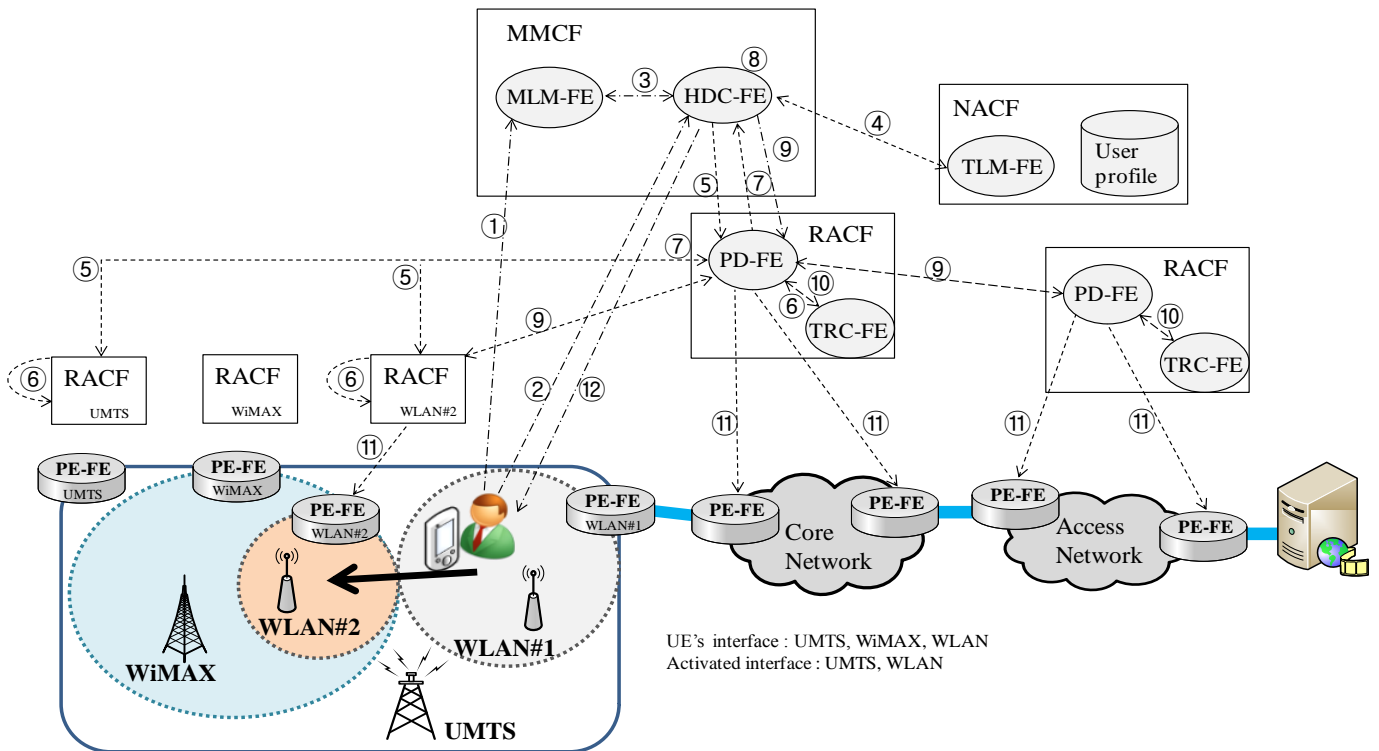 MMCF
⑧
③
MLM-FE
HDC-FE
④
NACF
TLM-FE
User
profile
⑨
⑤
⑦
①
RACF
⑦
PD-FE
⑩
⑥
TRC-FE
⑨
RACF
PD-FE
⑩
TRC-FE
⑤
⑤
⑨
⑥
RACF
UMTS
RACF
WiMAX
⑥
RACF
WLAN#2
②
⑫
⑪
⑪
⑪
⑪
⑪
PE-FE
UMTS
PE-FE
WiMAX
PE-FE
WLAN#2
PE-FE
WLAN#1
PE-FE
PE-FE
PE-FE
PE-FE
Core
Network
Access
Network
WLAN#2
WLAN#1
WiMAX
UMTS
UE's interface : UMTS, WiMAX, WLAN
Activated interface : UMTS, WLAN